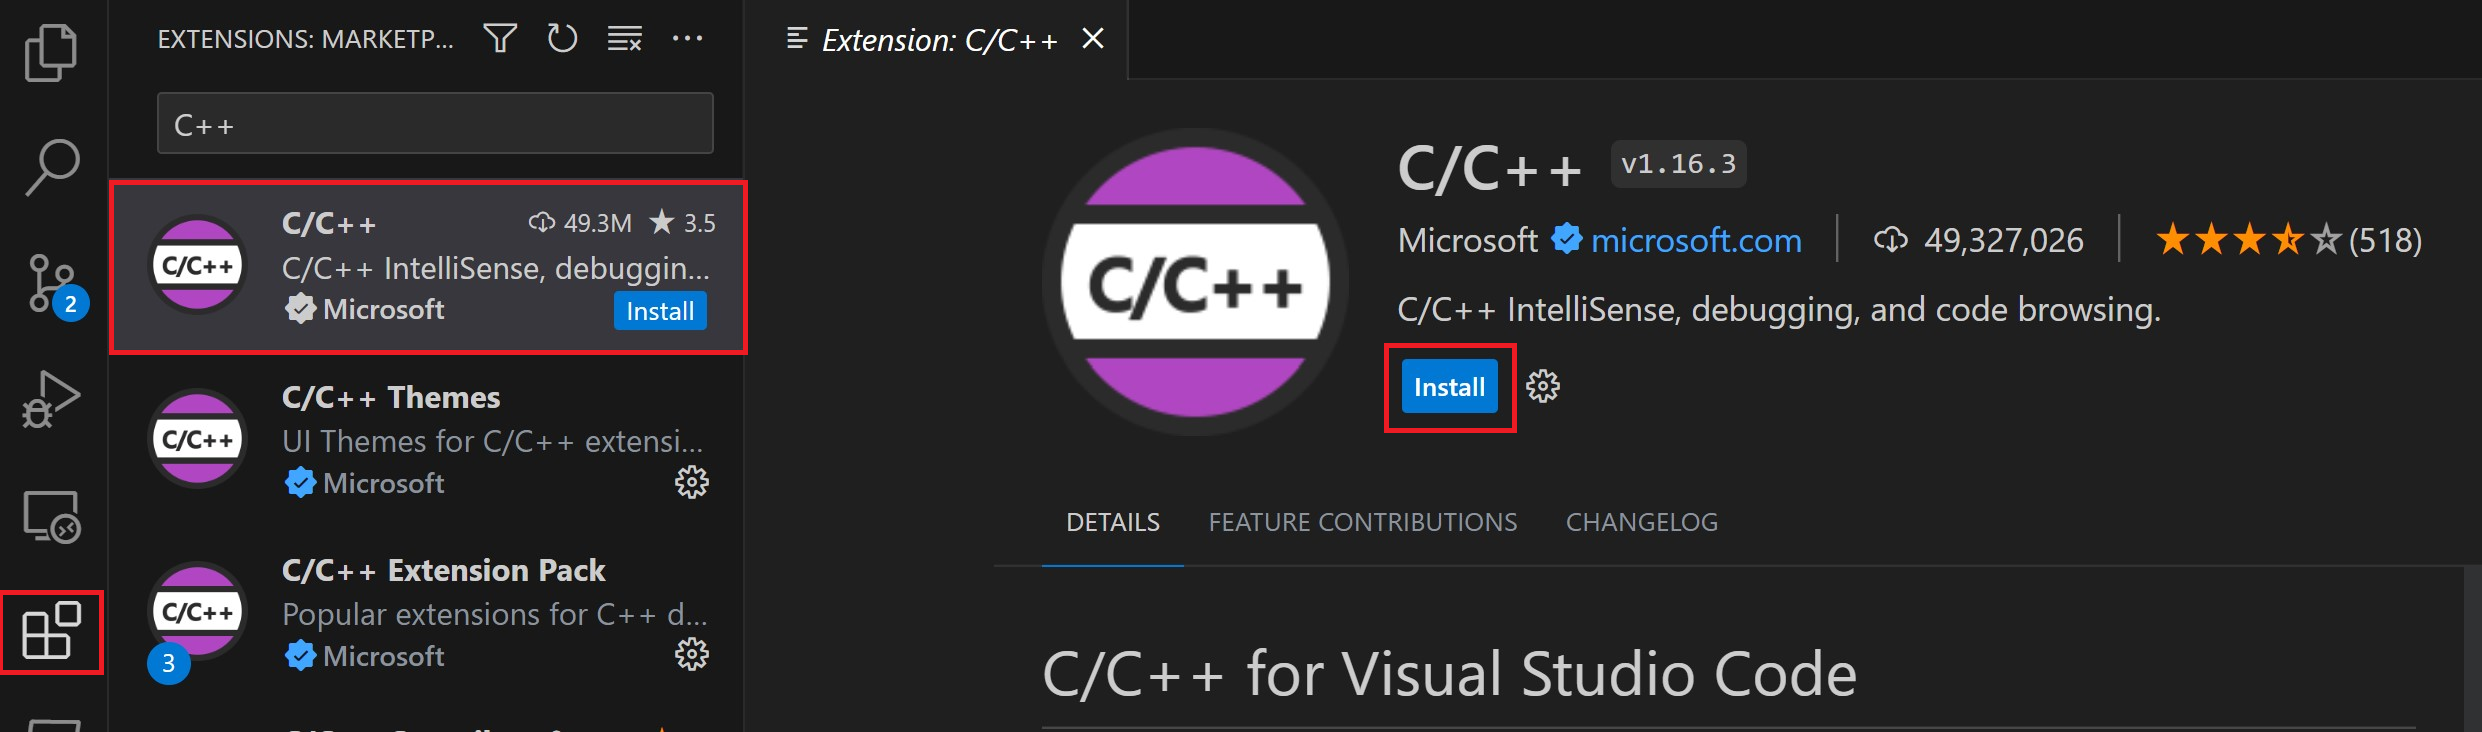 EXTENSIONS: MARKETP...
C++
C/C++ 49.3M 3.5
C/C++ IntelliSense, debuggin...
Microsoft Install
C/C++
C/C++ Themes
UI Themes for C/C++ extensi...
Microsoft
C/C++
C/C++ Extension Pack
Popular extensions for C++ d...
Microsoft
C/C++
3
2
Extension: C/C++
C/C++
C/C++ v1.16.3
Microsoft microsoft.com 49,327,026 (518)
C/C++ IntelliSense, debugging, and code browsing.
Install
DETAILS FEATURE CONTRIBUTIONS CHANGELOG
C/C++ for Visual Studio Code